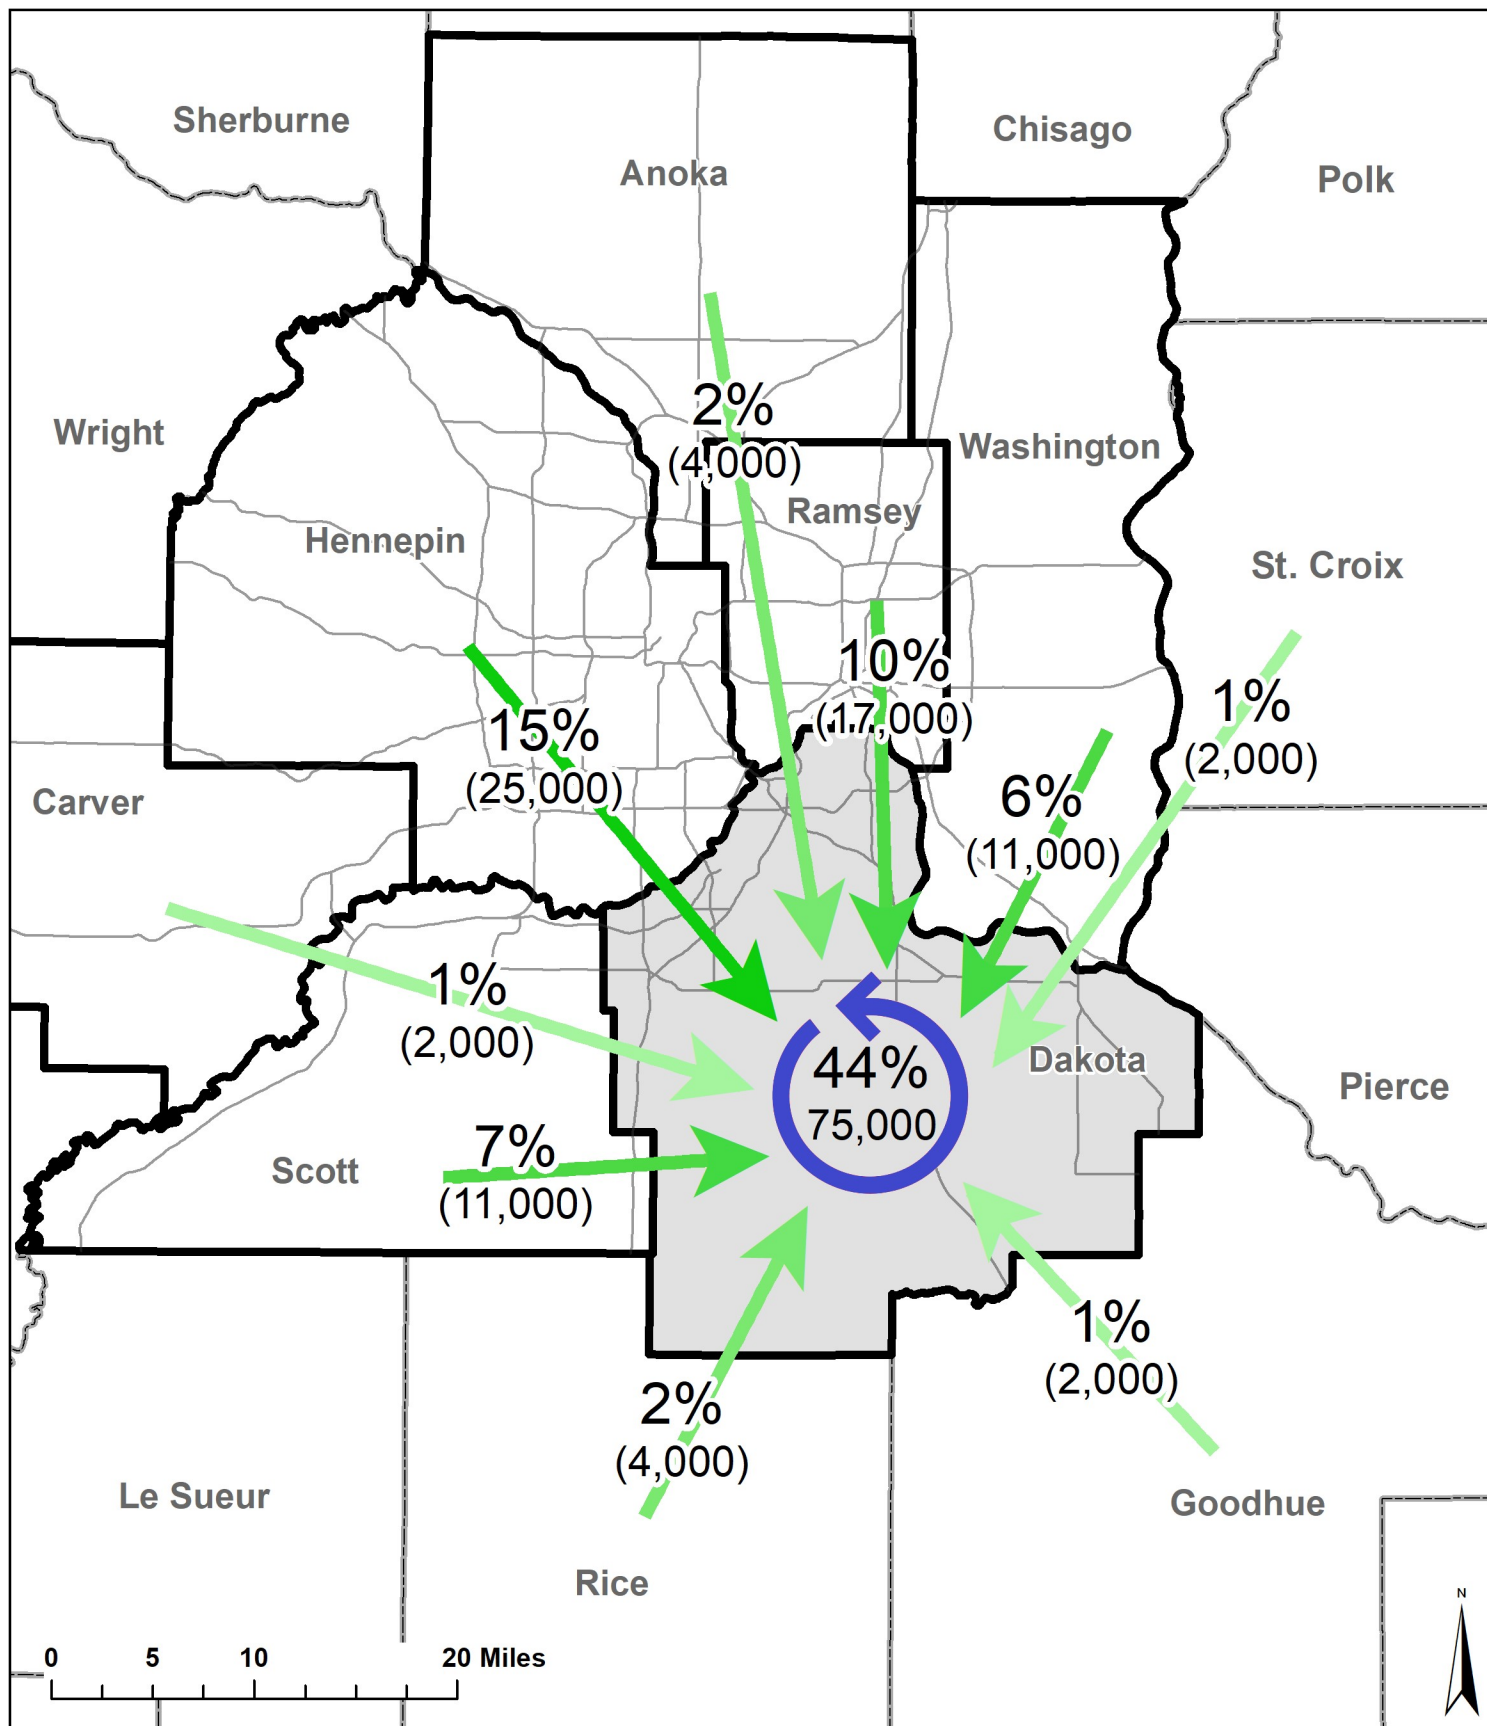 Sherburne
Chisago
Anoka
Polk
2%
(4,000)
Wright
Washington
Ramsey
Hennepin
St. Croix
10%
(17,000)
1%
(2,000)
15%
(25,000)
6%
(11,000)
Carver
1%
(2,000)
44%
75,000
Dakota
Pierce
7%
(11,000)
Scott
1%
(2,000)
2%
(4,000)
Le Sueur
Goodhue
Rice
N
0 5 10 20 Miles